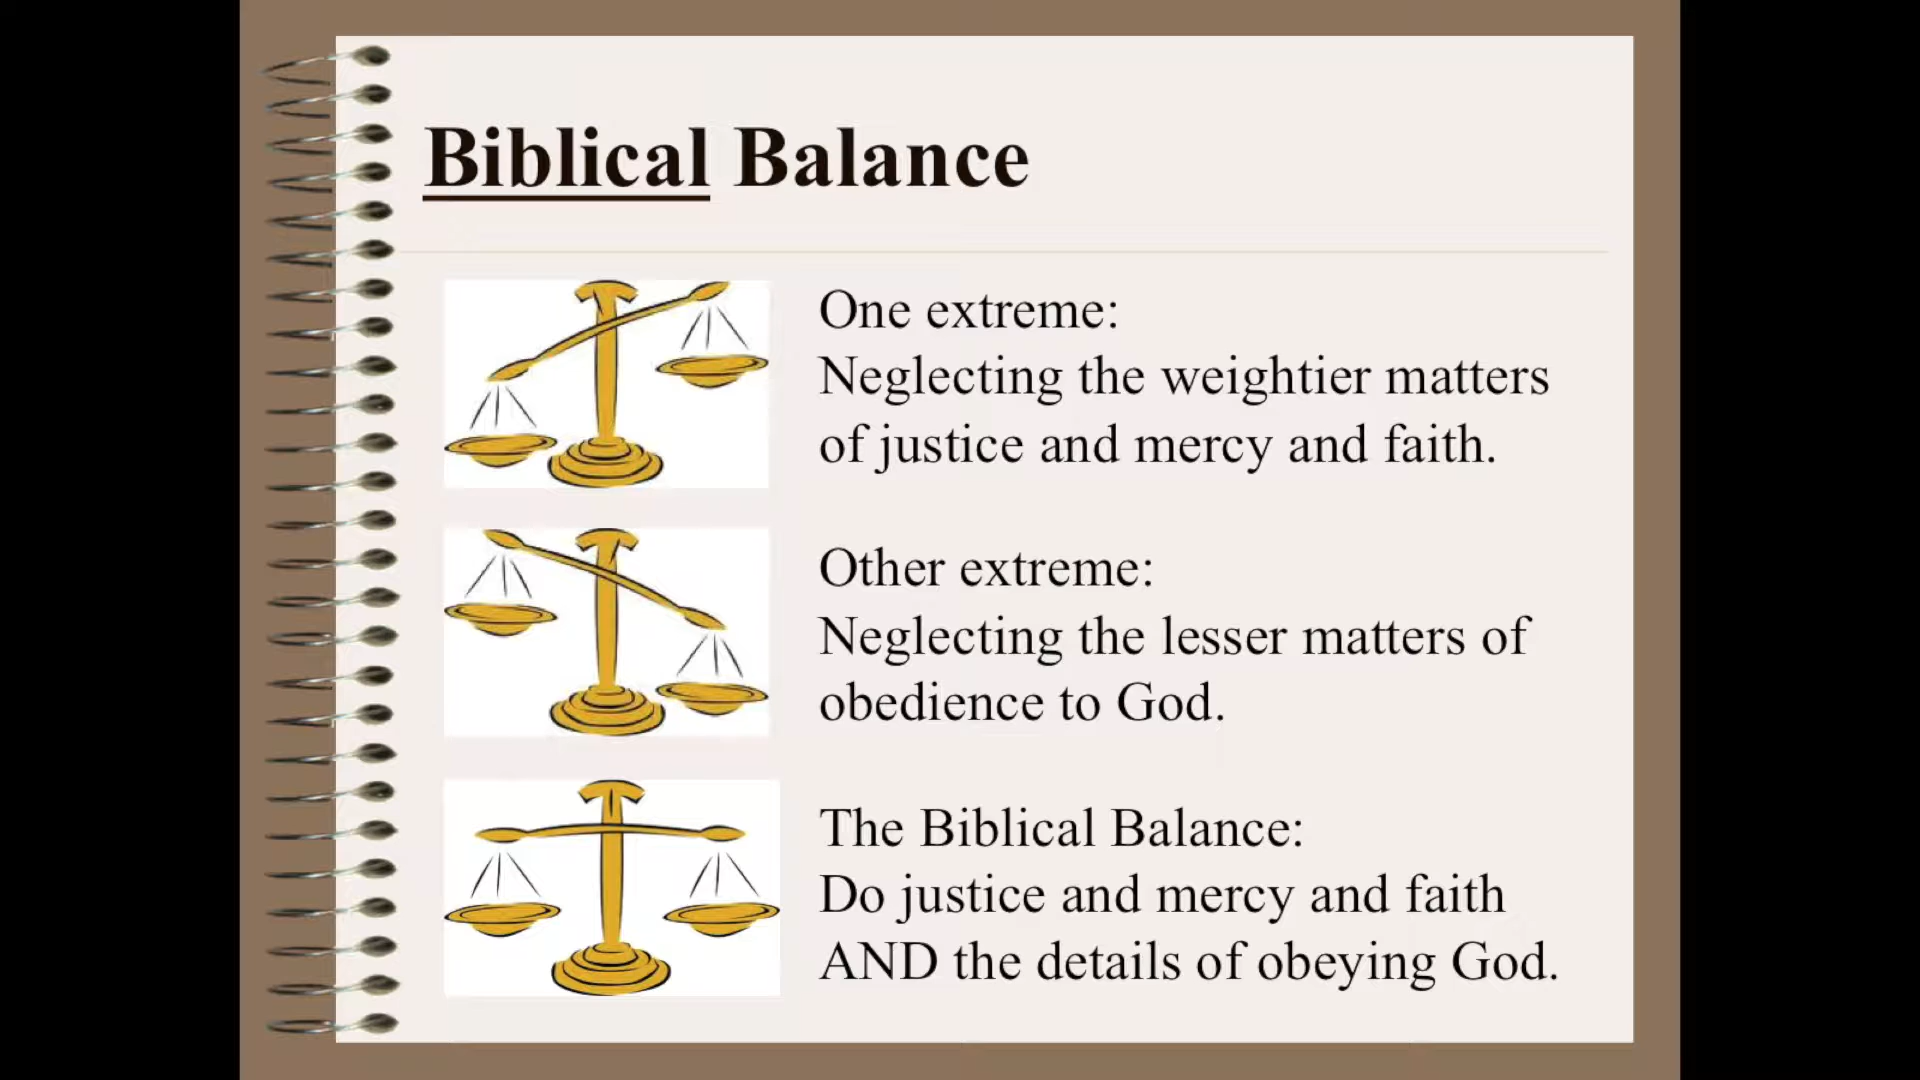 Biblical Balance
One extreme:
Neglecting the weightier matters
of justice and mercy and faith.
Other extreme:
Neglecting the lesser matters of
obedience to God.
The Biblical Balance:
Do justice and mercy and faith
AND the details of obeying God.